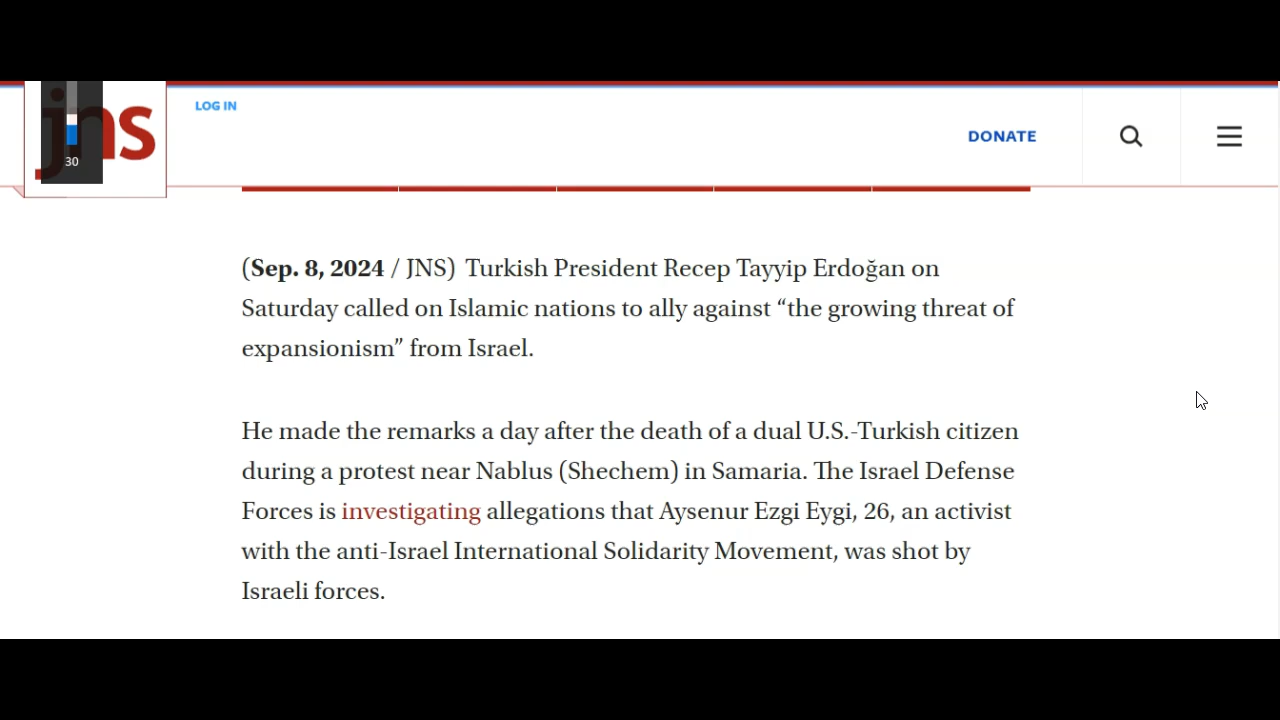 jns
LOG IN
DONATE
30
(Sep. 8, 2024 / JNS) Turkish President Recep Tayyip Erdoğan on
Saturday called on Islamic nations to ally against “the growing threat of
expansionism” from Israel.
He made the remarks a day after the death of a dual U.S.-Turkish citizen
during a protest near Nablus (Shechem) in Samaria. The Israel Defense
Forces is investigating allegations that Aysenur Ezgi Eygi, 26, an activist
with the anti-Israel International Solidarity Movement, was shot by
Israeli forces.